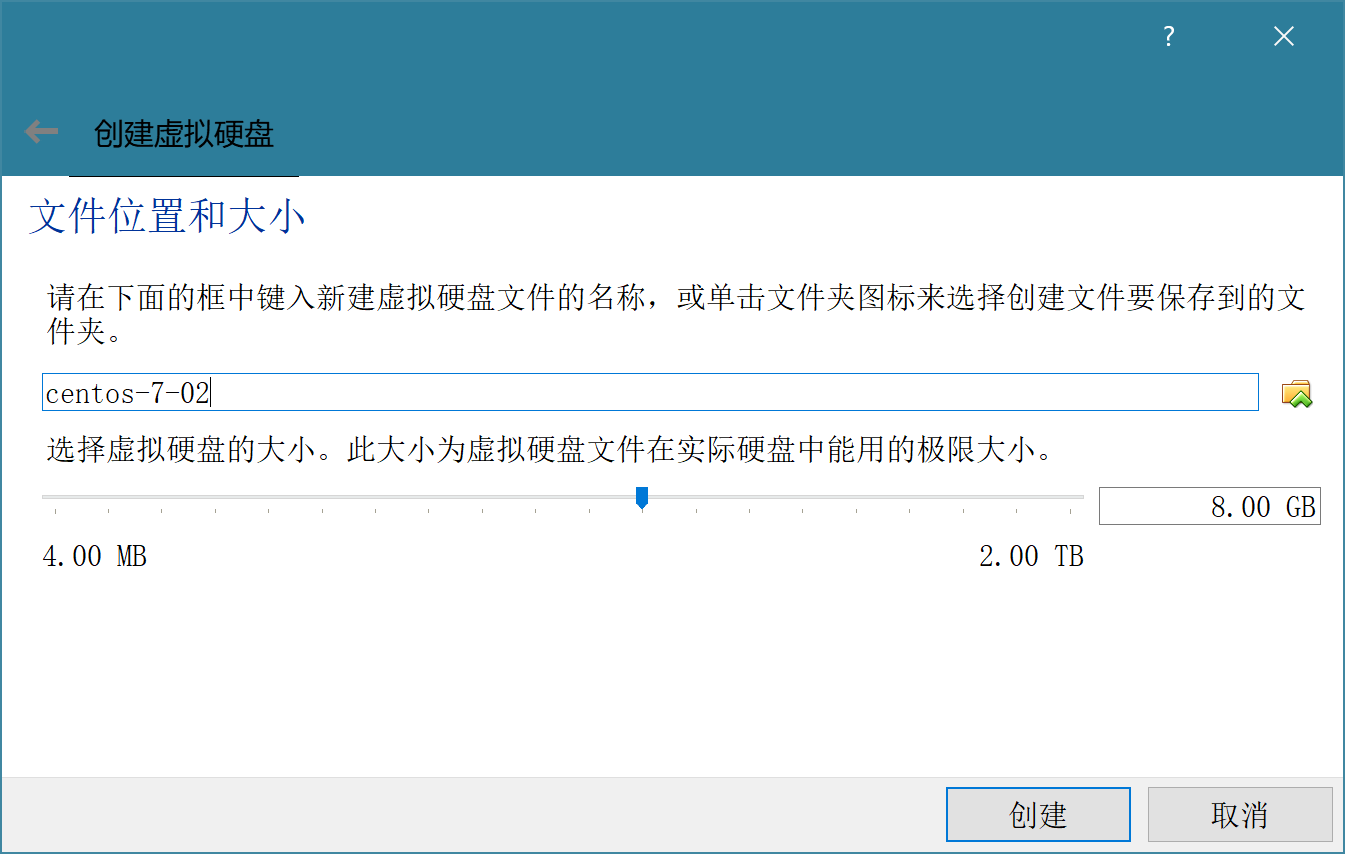 ?
创建虚拟硬盘
文件位置和大小
请在下面的框中键入新建虚拟硬盘文件的名称，或单击文件夹图标来选择创建文件要保存到的文
件夹。
centos-7-02
选择虚拟硬盘的大小。此大小为虚拟硬盘文件在实际硬盘中能用的极限大小。
8.00 GB
4.00 MB 2.00 TB
创建 取消